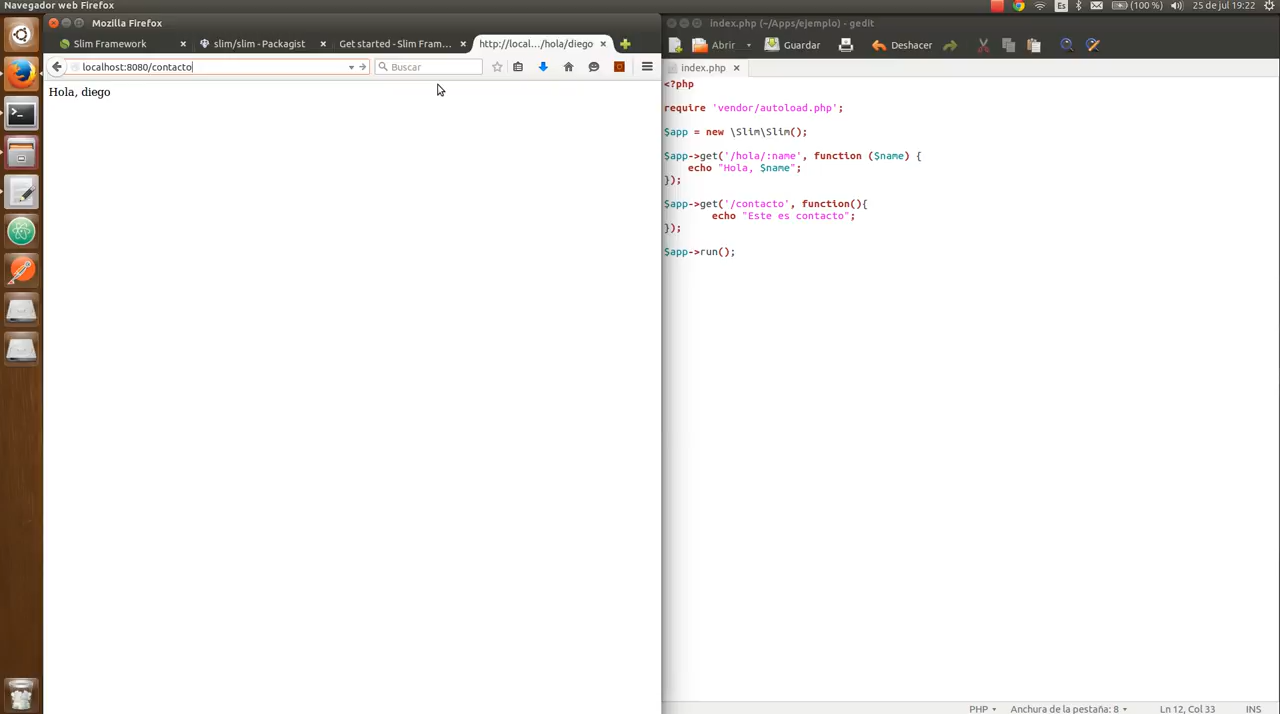 Navegador web Firefox
Es
(100 %)
25 de jul 19:22
Mozilla Firefox
Slim Framework
slim/slim - Packagist
Get started - Slim Fram...
http://local.../hola/diego
localhost:8080/contacto
Buscar
Hola, diego
index.php (~/Apps/ejemplo) - gedit
Abrir
Guardar
Deshacer
index.php
<?php
require 'vendor/autoload.php';
$app = new \Slim\Slim();
$app->get('/hola/:name', function ($name) {
echo "Hola, $name";
});
$app->get('/contacto', function(){
echo "Este es contacto";
});
$app->run();
PHP
Anchura de la pestaña: 8
Ln 12, Col 33
INS